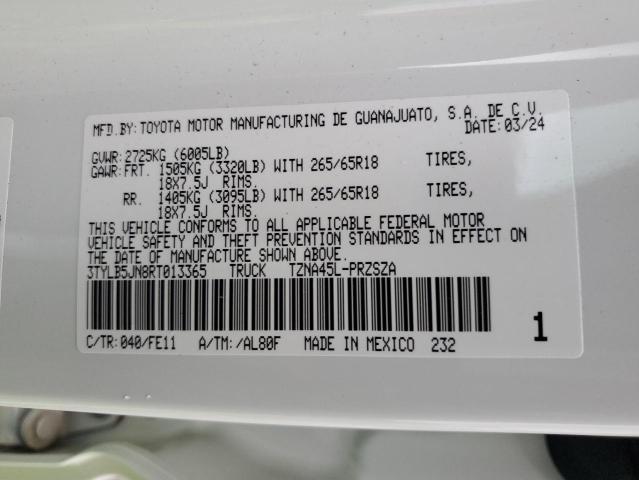 MFD.BY:TOYOTA MOTOR MANUFACTURING DE GUANAJUATO, S.A. DE C.V.
DATE:03/24
GVWR:2725KG (6005LB)
GAWR:FRT. 1505KG (3320LB) WITH 265/65R18 TIRES,
18X7.5J RIMS.
RR. 1405KG (3095LB) WITH 265/65R18 TIRES,
18X7.5J RIMS.
THIS VEHICLE CONFORMS TO ALL APPLICABLE FEDERAL MOTOR
VEHICLE SAFETY AND THEFT PREVENTION STANDARDS IN EFFECT
ON THE DATE OF MANUFACTURE SHOWN ABOVE.
3TYLB5JN8RT013365 TRUCK TZNA45L-PRZSZA
1
C/TR:040/FE11 A/TM:/AL80F MADE IN MEXICO 232